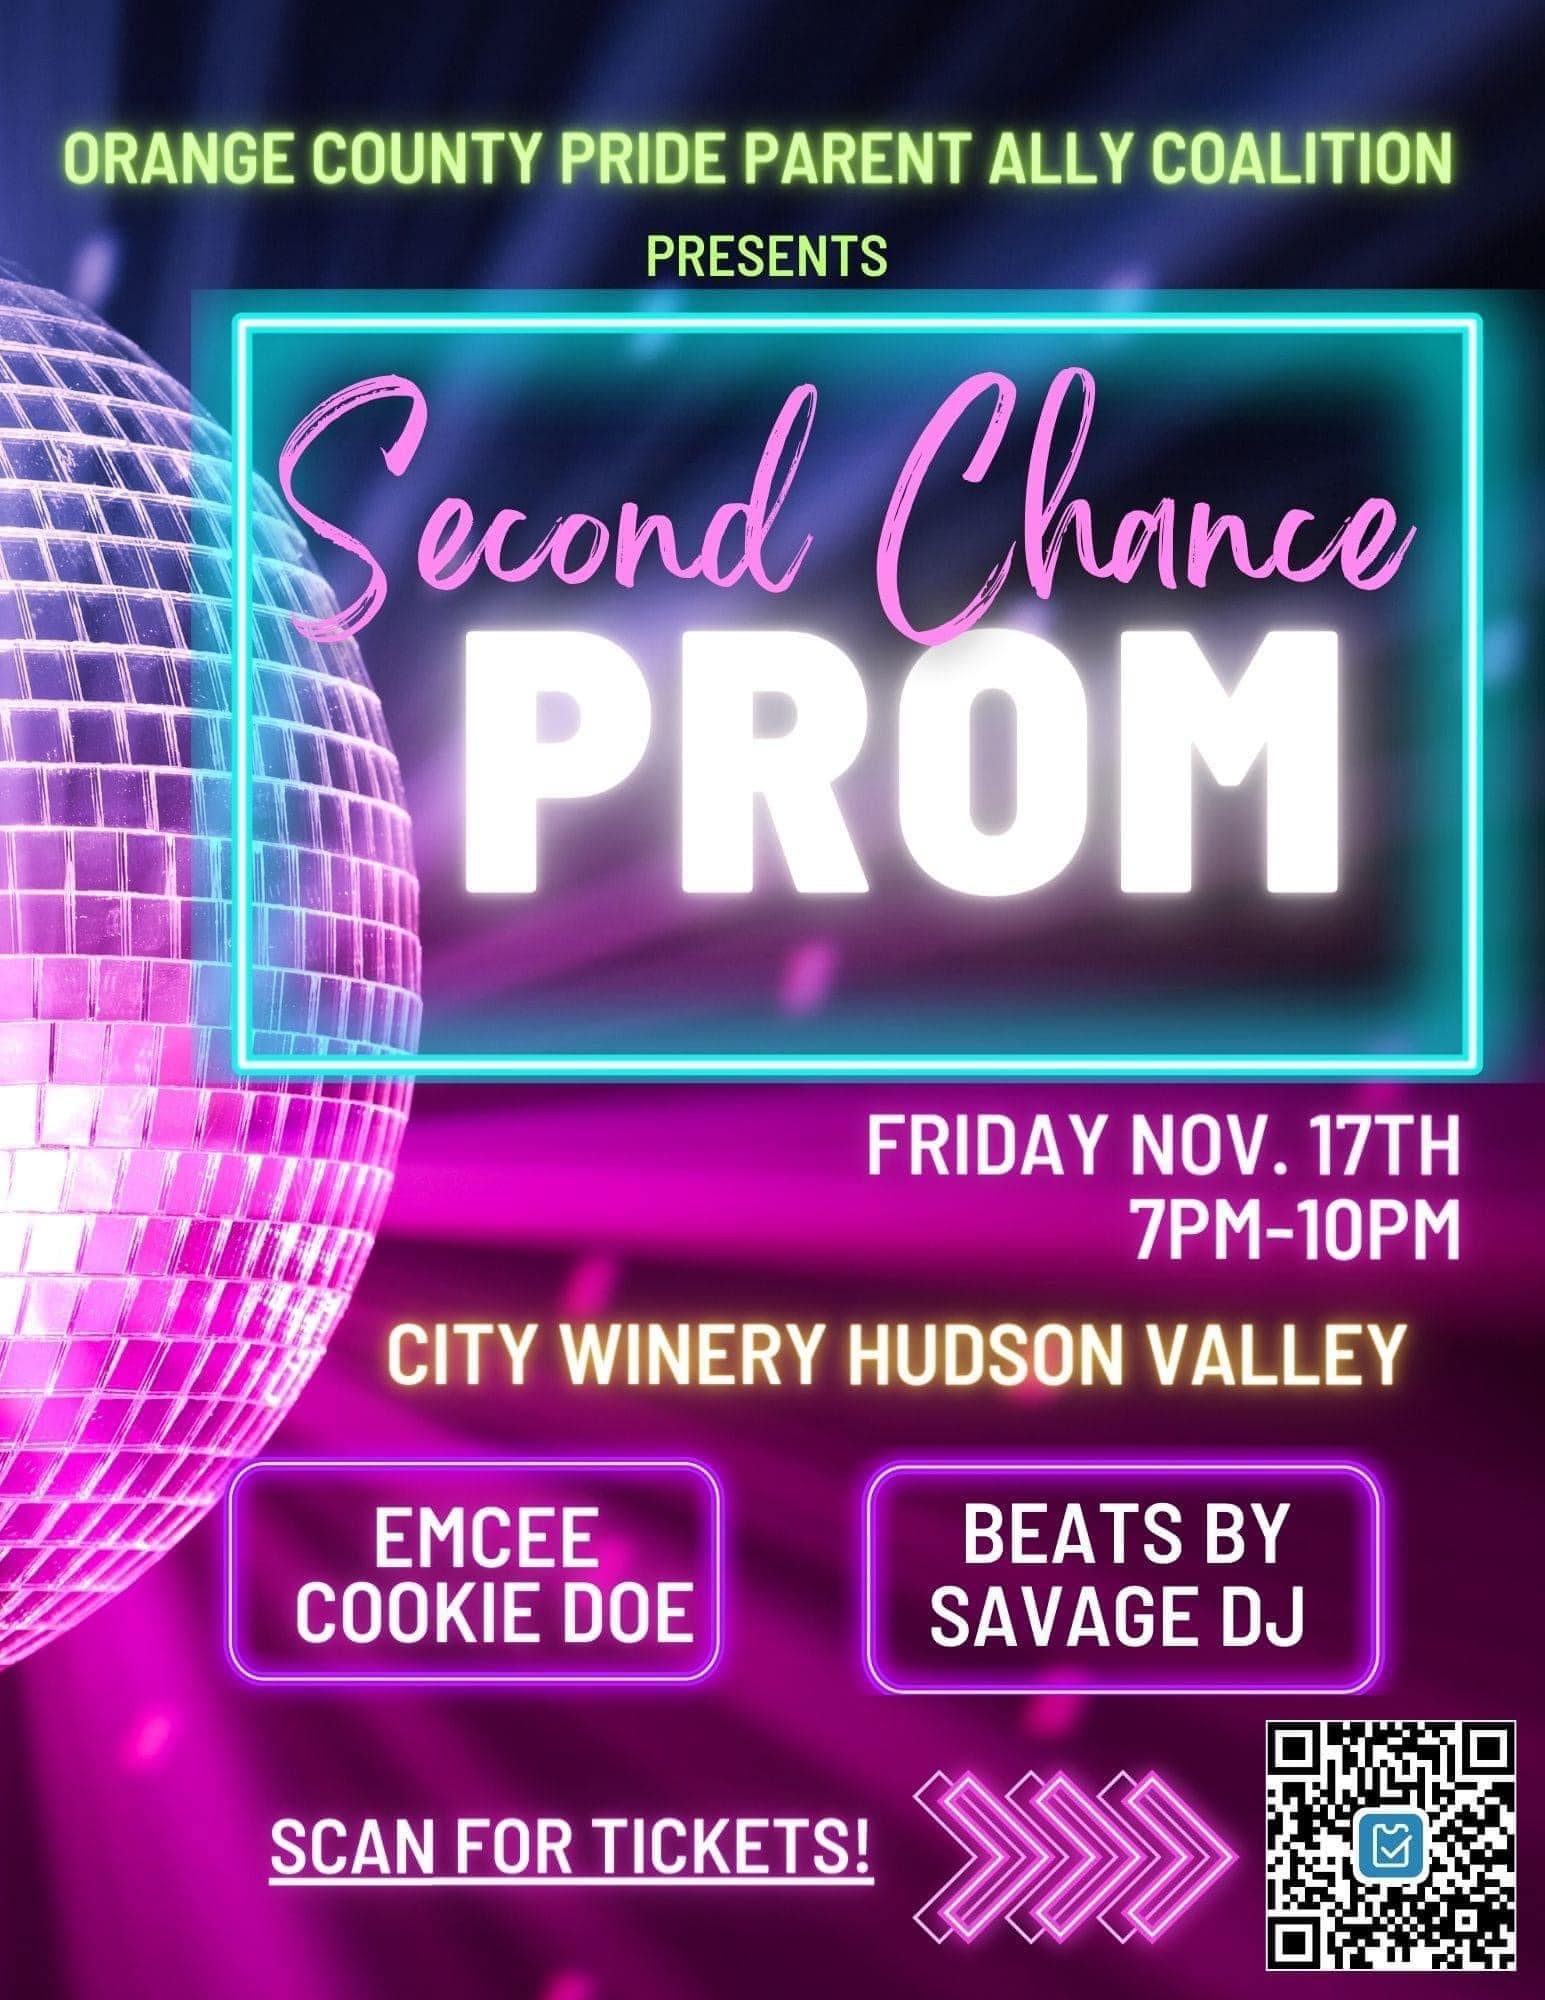 ORANGE COUNTY PRIDE PARENT ALLY COALITION
PRESENTS
Second Chance
PROM
FRIDAY NOV. 17TH
7PM-10PM
CITY WINERY HUDSON VALLEY
EMCEE
COOKIE DOE
BEATS BY
SAVAGE DJ
SCAN FOR TICKETS!